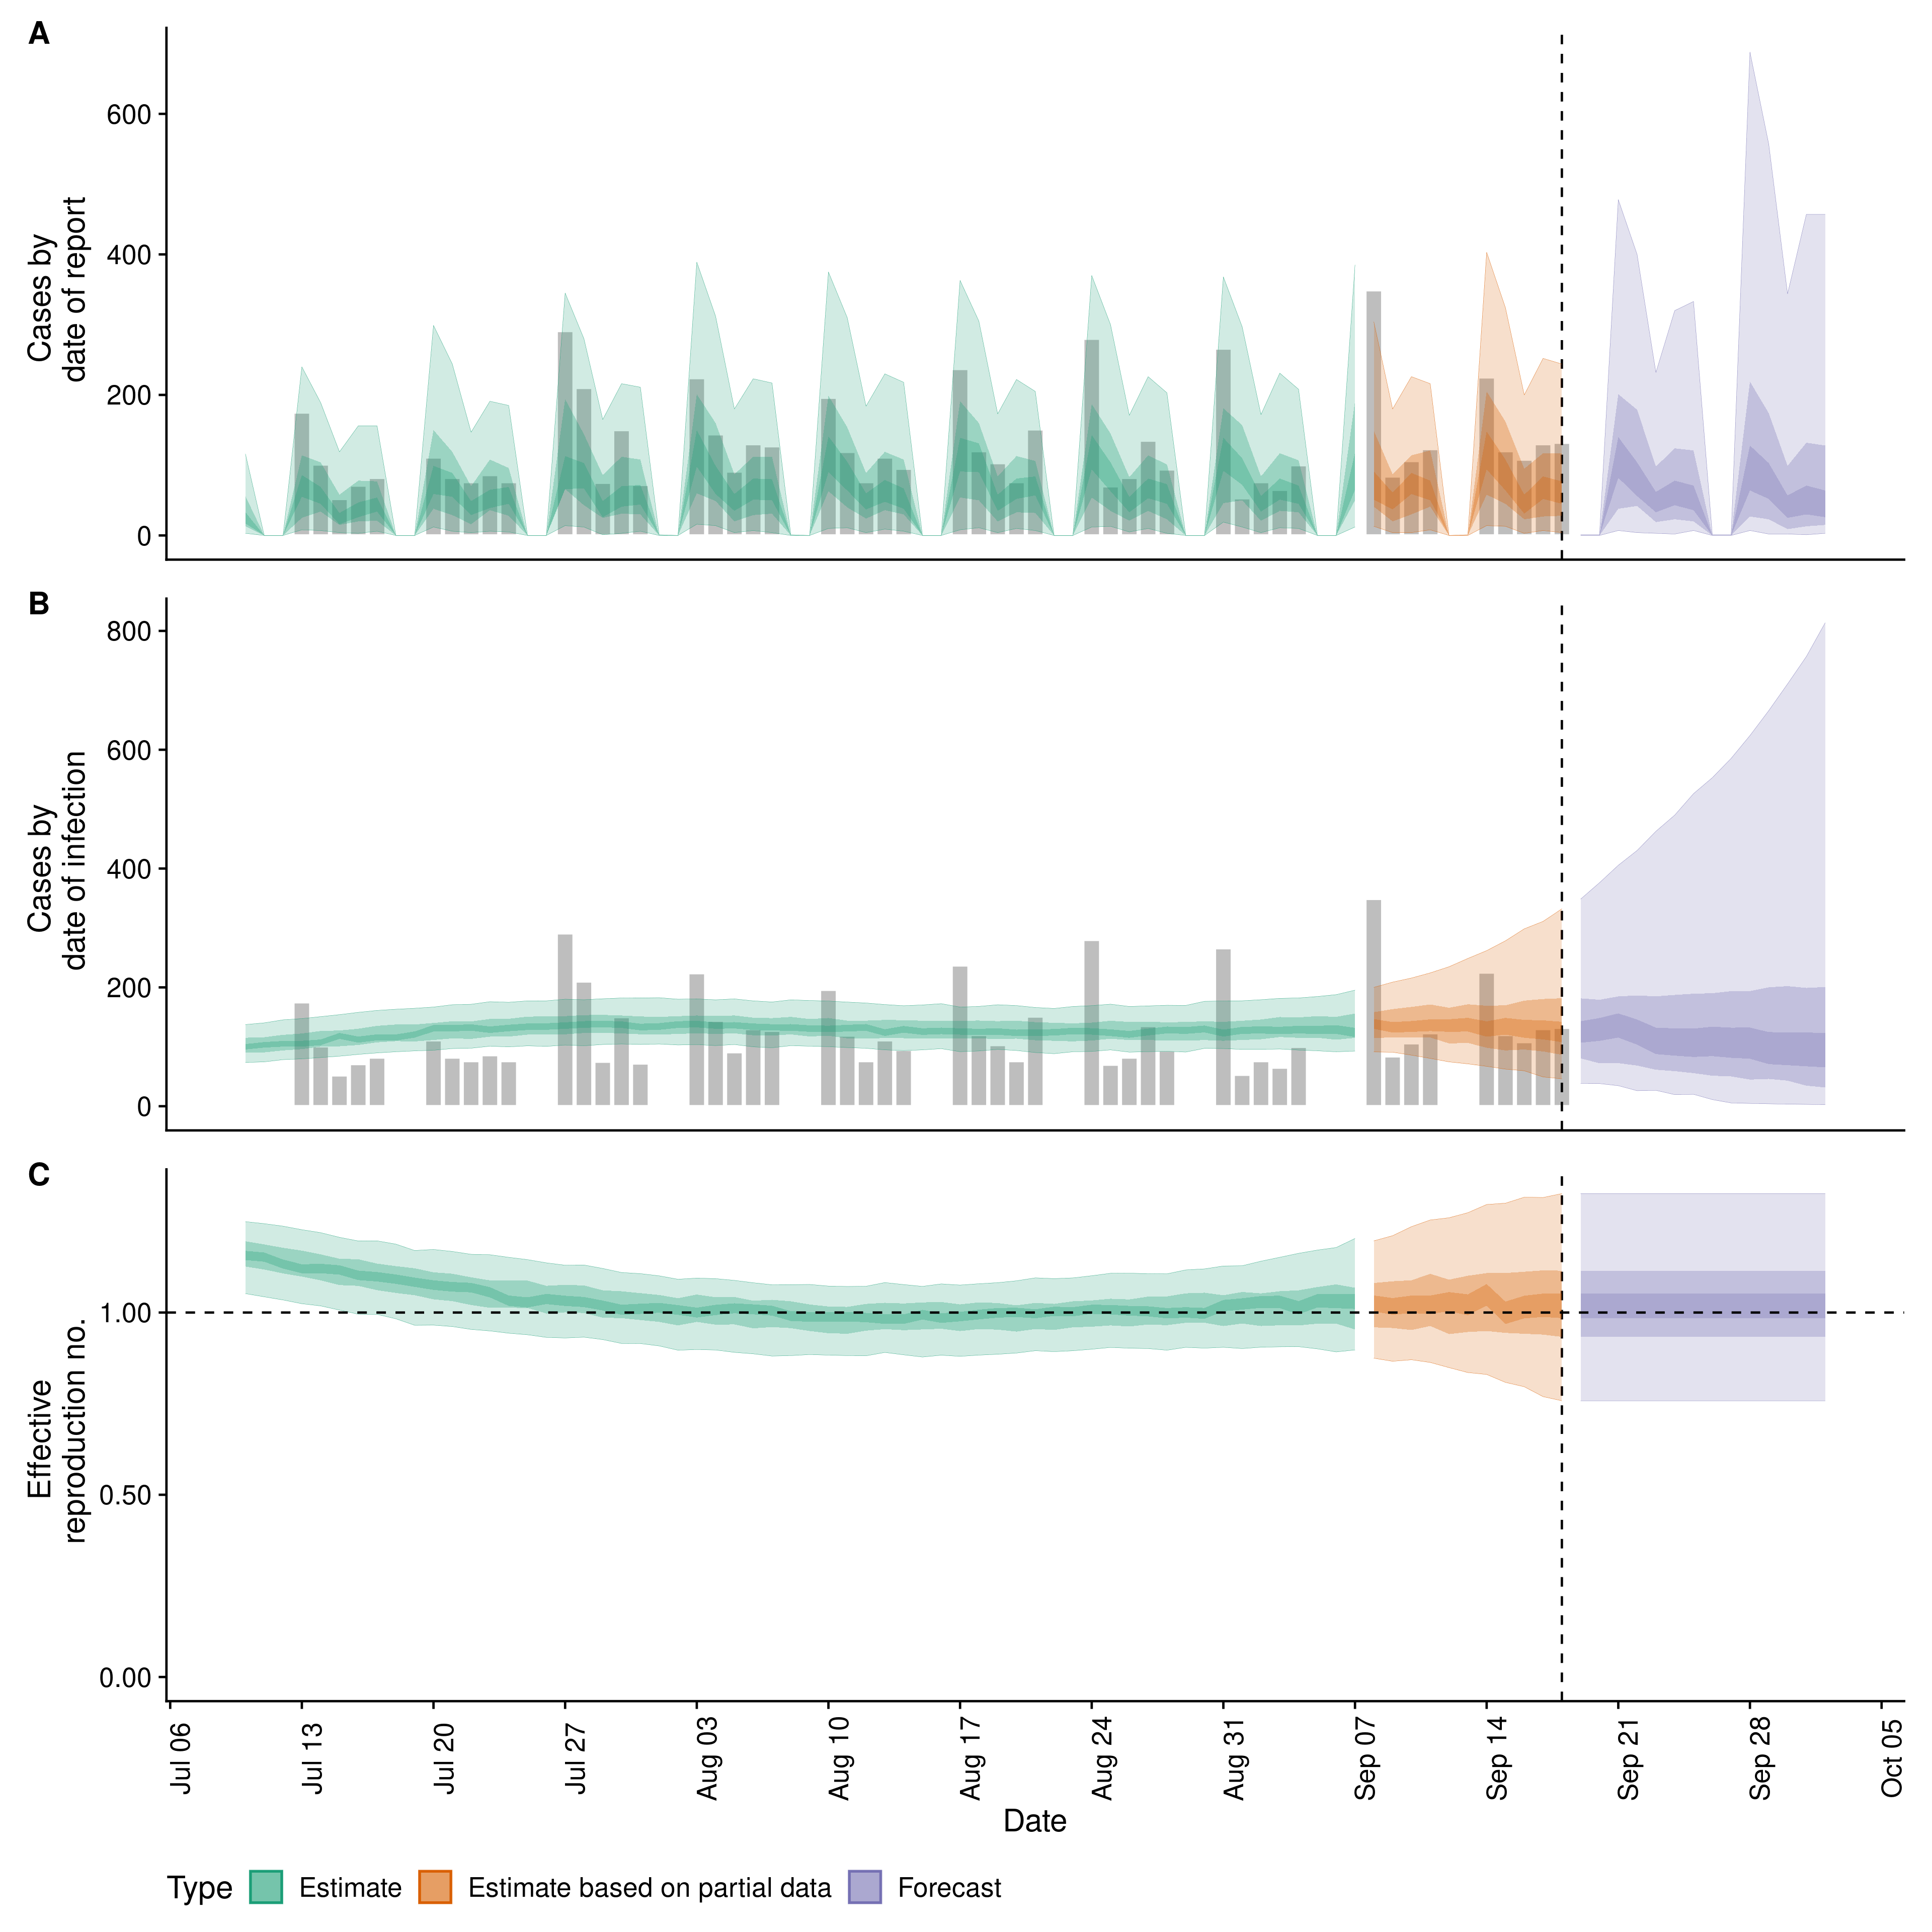 A
Cases by
date of report
600
400
200
0
B
Cases by
date of infection
800
600
400
200
0
C
Effective
reproduction no.
1.00
0.50
0.00
Jul 06
Jul 13
Jul 20
Jul 27
Aug 03
Aug 10
Aug 17
Aug 24
Aug 31
Sep 07
Sep 14
Sep 21
Sep 28
Oct 05
Date
Type
Estimate
Estimate based on partial data
Forecast